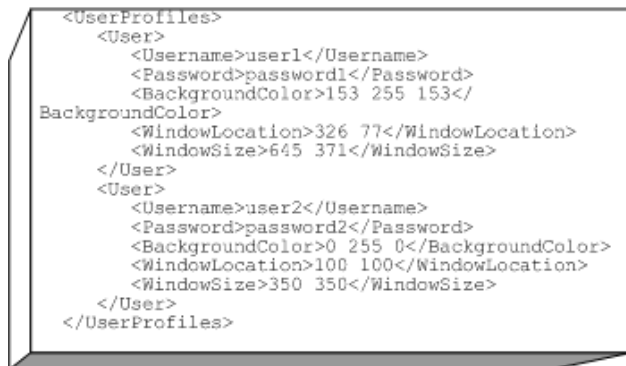 <UserProfiles>
<User>
<Username>user1</Username>
<Password>password1</Password>
<BackgroundColor>153 255 153</
BackgroundColor>
<WindowLocation>326 77</WindowLocation>
<WindowSize>645 371</WindowSize>
</User>
<User>
<Username>user2</Username>
<Password>password2</Password>
<BackgroundColor>0 255 0</BackgroundColor>
<WindowLocation>100 100</WindowLocation>
<WindowSize>350 350</WindowSize>
</User>
</UserProfiles>